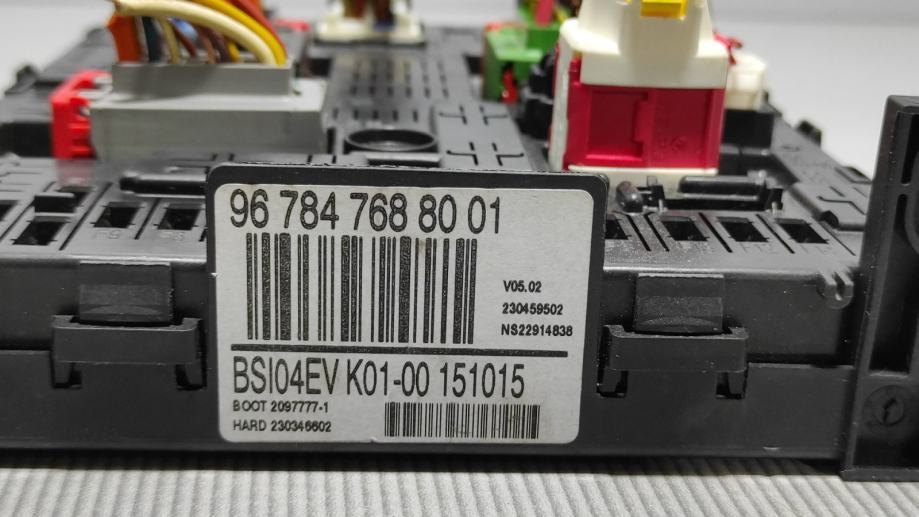 96 784 768 80 01
V05.02
230459502
NS22914838
BSI04EV K01-00 151015
BOOT 2097777-1
HARD 230346602